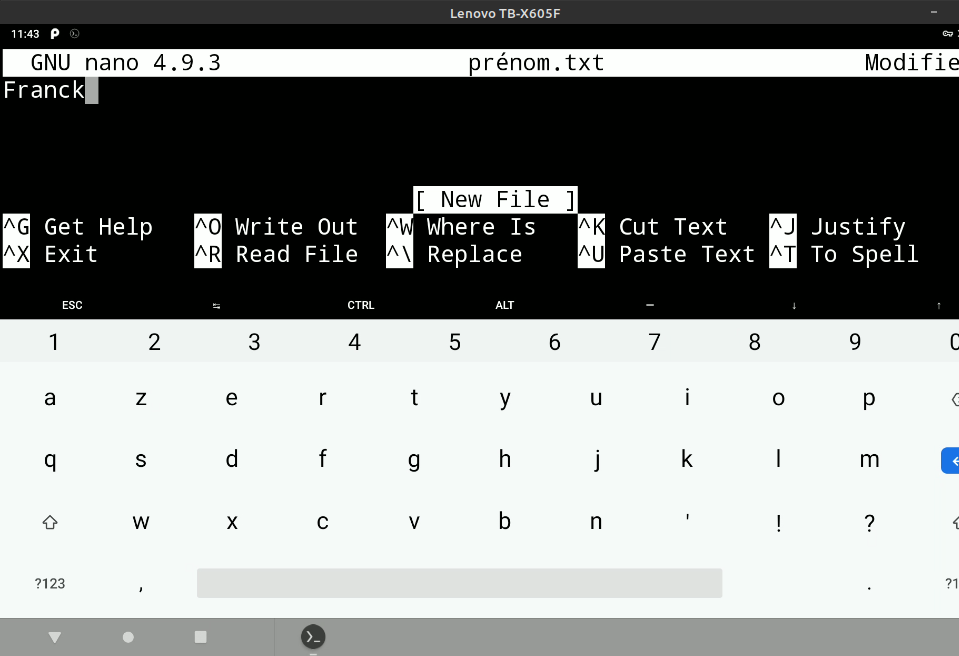 Lenovo TB-X605F
11:43
GNU nano 4.9.3 prénom.txt Modifie
Franck
[ New File ]
^G Get Help ^O Write Out ^W Where Is ^K Cut Text ^J Justify
^X Exit ^R Read File ^\ Replace ^U Paste Text ^T To Spell
ESC ↹ CTRL ALT — ↓ ↑
1 2 3 4 5 6 7 8 9 0
a z e r t y u i o p
q s d f g h j k l m
w x c v b n ' ! ?
?123 , . ?1